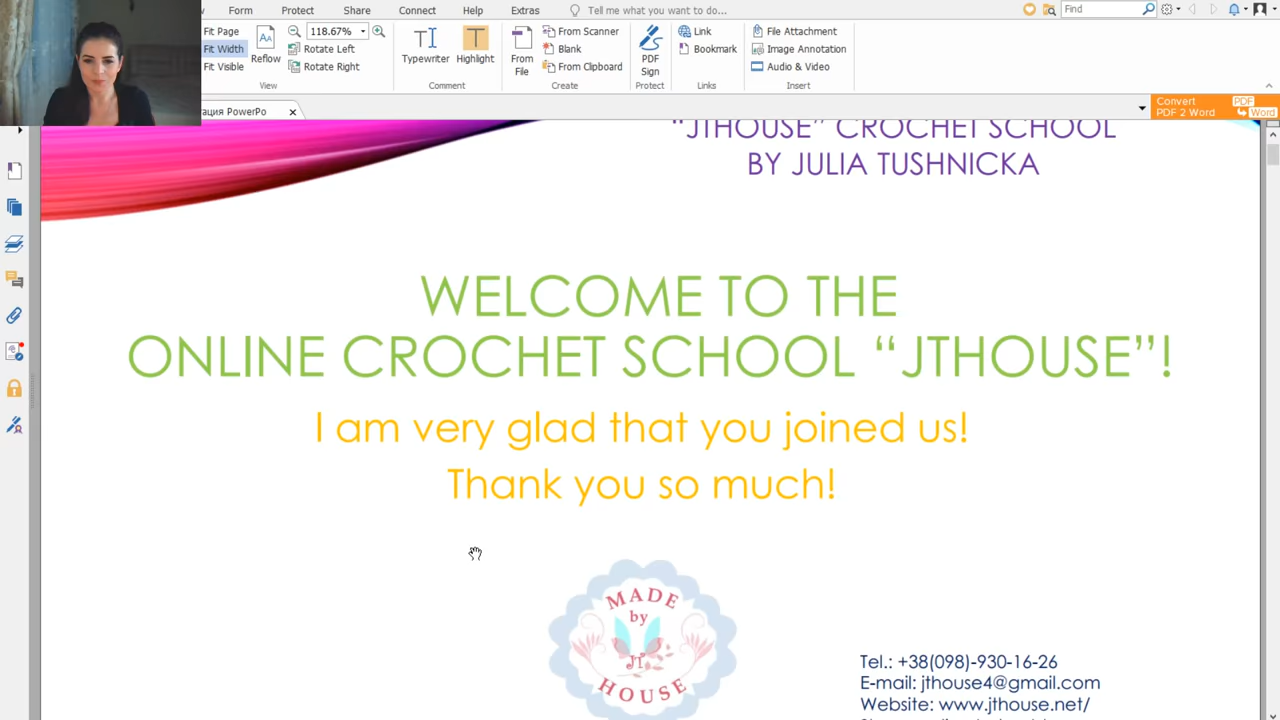 Form Protect Share Connect Help Extras Tell me what you want to do... Find
Fit Page
Fit Width
Fit Visible
Reflow
118.67%
Rotate Left
Rotate Right
View
Typewriter
Highlight
Comment
From
File
From Scanner
Blank
From Clipboard
Create
PDF
Sign
Protect
Link
Bookmark
Links
File Attachment
Image Annotation
Audio & Video
Insert
ация PowerPo
Convert
PDF 2 Word
PDF
Word
"JTHOUSE" CROCHET SCHOOL
BY JULIA TUSHNICKA
WELCOME TO THE
ONLINE CROCHET SCHOOL “JTHOUSE”!
I am very glad that you joined us!
Thank you so much!
MADE
by
JT
HOUSE
Tel.: +38(098)-930-16-26
E-mail: jthouse4@gmail.com
Website: www.jthouse.net/